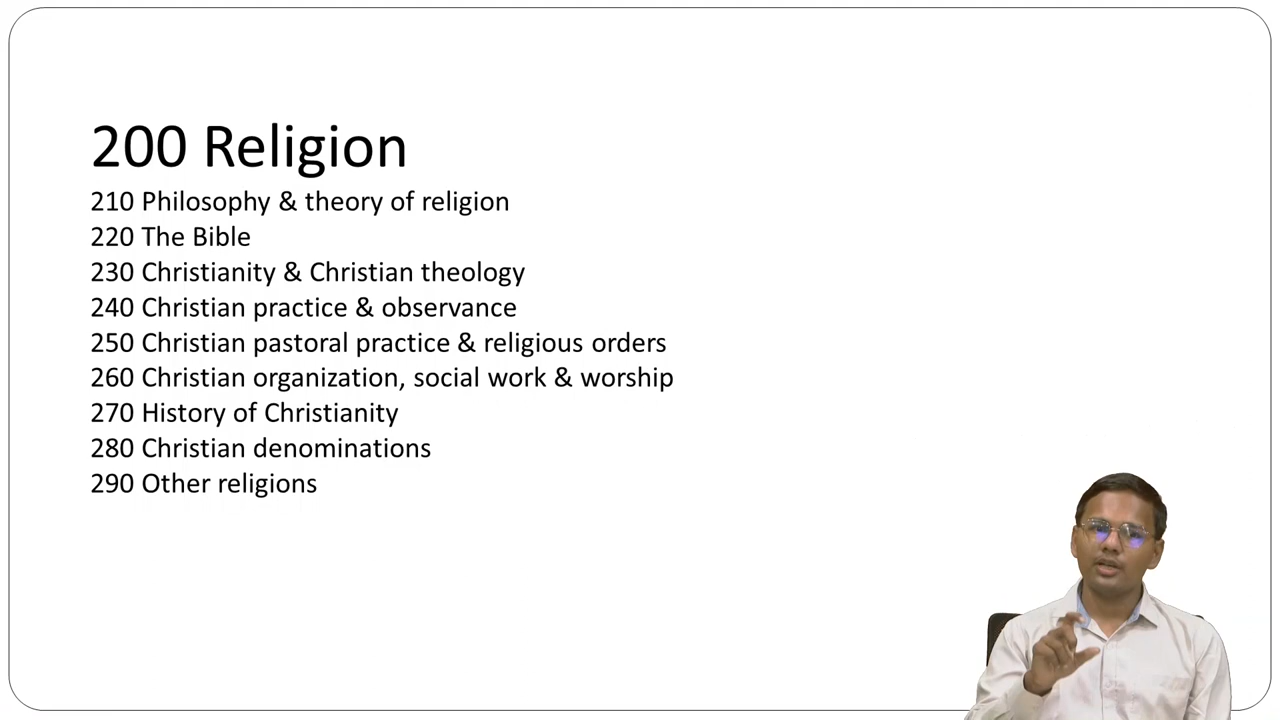 200 Religion
210 Philosophy & theory of religion
220 The Bible
230 Christianity & Christian theology
240 Christian practice & observance
250 Christian pastoral practice & religious orders
260 Christian organization, social work & worship
270 History of Christianity
280 Christian denominations
290 Other religions